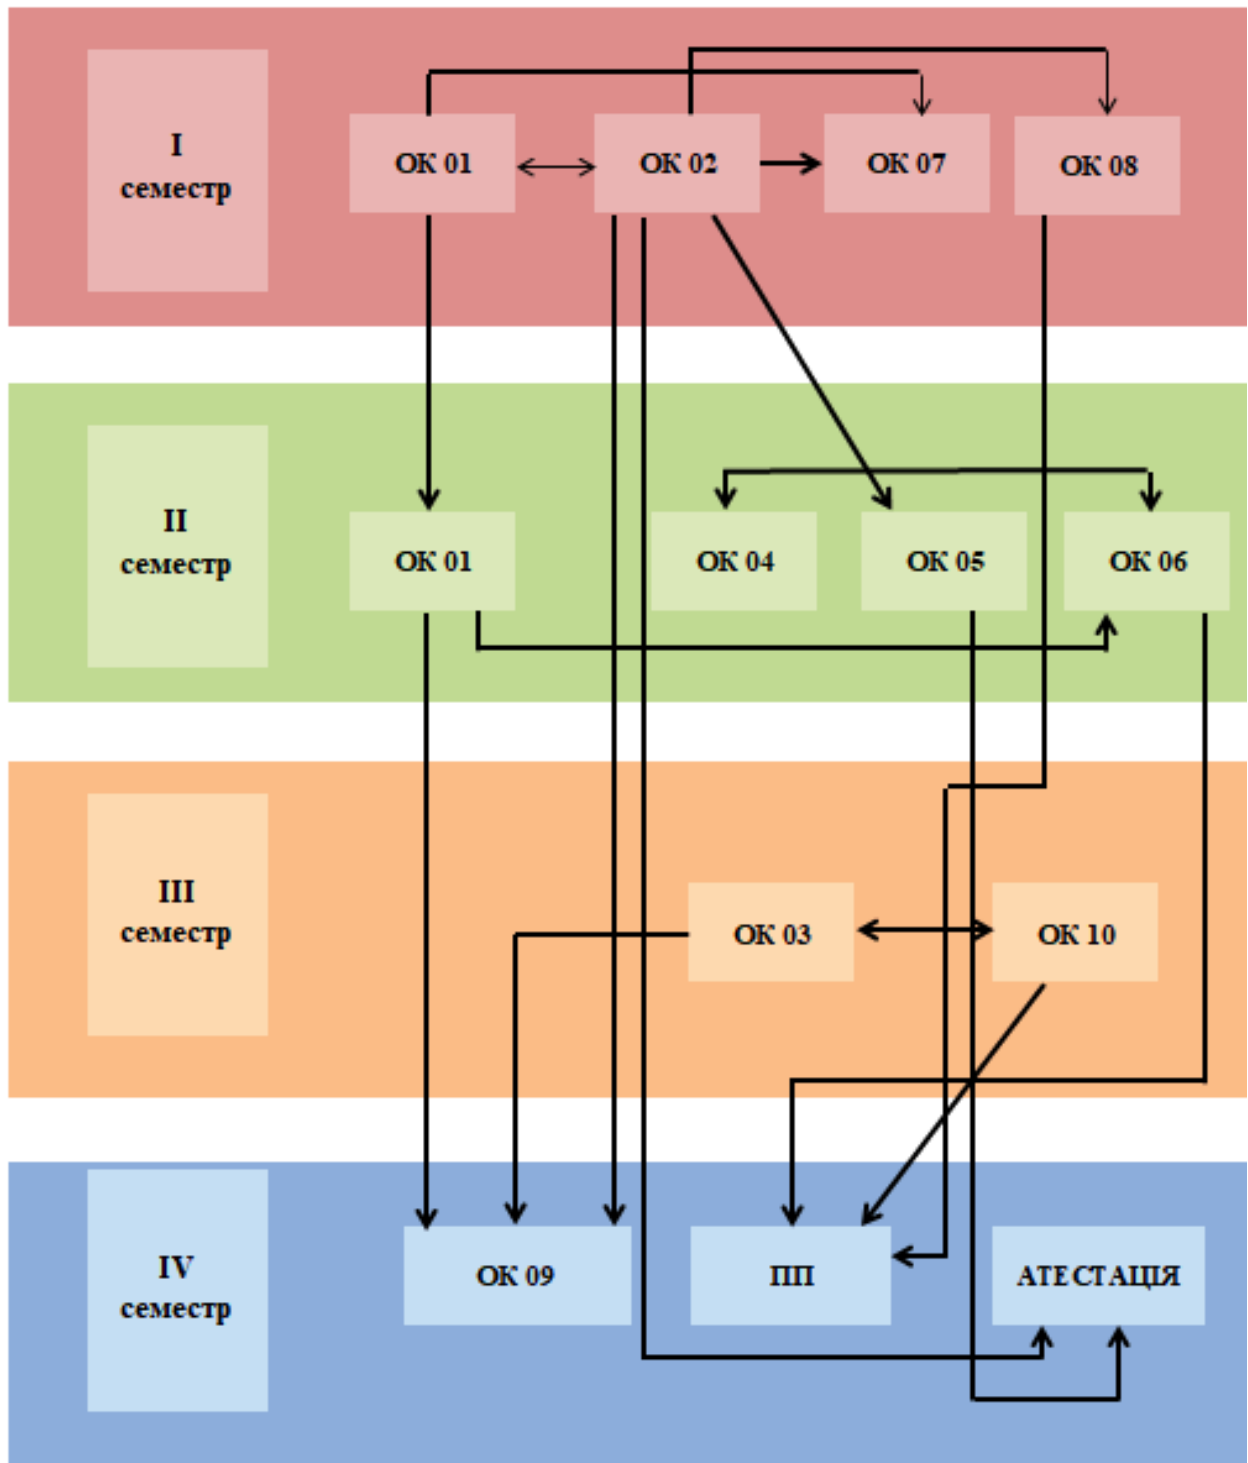 I
семестр
ОК 01
ОК 02
ОК 07
ОК 08
II
семестр
ОК 01
ОК 04
ОК 05
ОК 06
III
семестр
ОК 03
ОК 10
IV
семестр
ОК 09
ПП
АТЕСТАЦІЯ